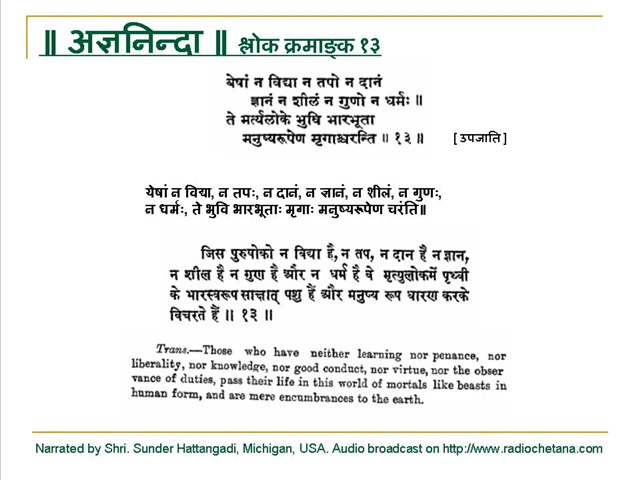 ॥ अज्ञनिन्दा ॥ श्लोक क्रमाङ्क १३
येषां न विद्या न तपो न दानं
ज्ञानं न शीलं न गुणो न धर्मः ॥
ते मर्त्यलोके भुवि भारभूता
मनुष्यरूपेण मृगाश्चरन्ति ॥ १३ ॥ [ उपजाति ]
येषां न विद्या, न तपः, न दानं, न ज्ञानं, न शीलं, न गुणः,
न धर्मः, ते भुवि भारभूताः मृगाः मनुष्यरूपेण चरंति॥
जिस पुरुषोको न विद्या है, न तप, न दान है न ज्ञान,
न शील है न गुण है और न धर्म है वे मृत्युलोकमें पृथ्वी
के भारस्वरूप साक्षात् पशु हैं और मनुष्य रूप धारण करके
विचरते हैं ॥ १३ ॥
Trans.—Those who have neither learning nor penance, nor
liberality, nor knowledge, nor good conduct, nor virtue, nor the obser
vance of duties, pass their life in this world of mortals like beasts in
human form, and are mere encumbrances to the earth.
Narrated by Shri. Sunder Hattangadi, Michigan, USA. Audio broadcast on http://www.radiochetana.com